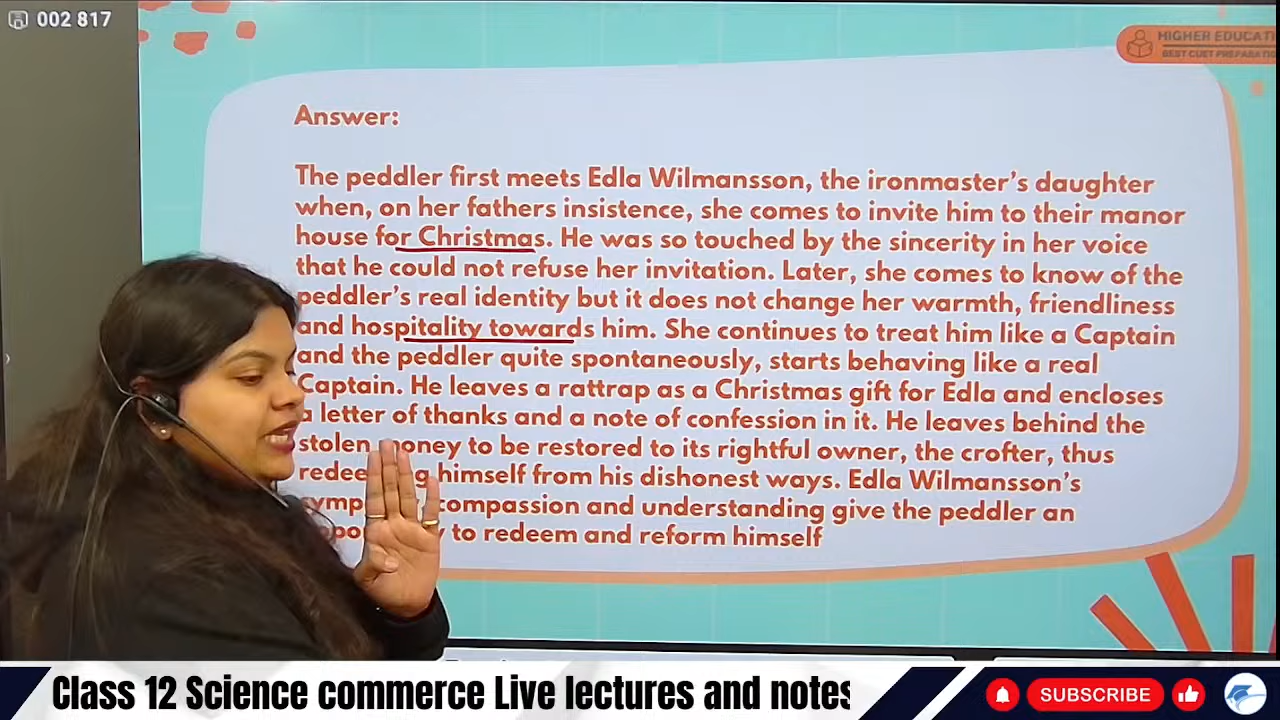 002 817
HIGHER EDUCATI
BEST CUET PREPARATIO
Answer:
The peddler first meets Edla Wilmansson, the ironmaster's daughter
when, on her fathers insistence, she comes to invite him to their manor
house for Christmas. He was so touched by the sincerity in her voice
that he could not refuse her invitation. Later, she comes to know of the
peddler's real identity but it does not change her warmth, friendliness
and hospitality towards him. She continues to treat him like a Captain
and the peddler quite spontaneously, starts behaving like a real
Captain. He leaves a rattrap as a Christmas gift for Edla and encloses
a letter of thanks and a note of confession in it. He leaves behind the
stolen money to be restored to its rightful owner, the crofter, thus
himself from his dishonest ways. Edla Wilmansson's
compassion and understanding give the peddler an
to redeem and reform himself
Class 12 Science commerce Live lectures and notes
SUBSCRIBE